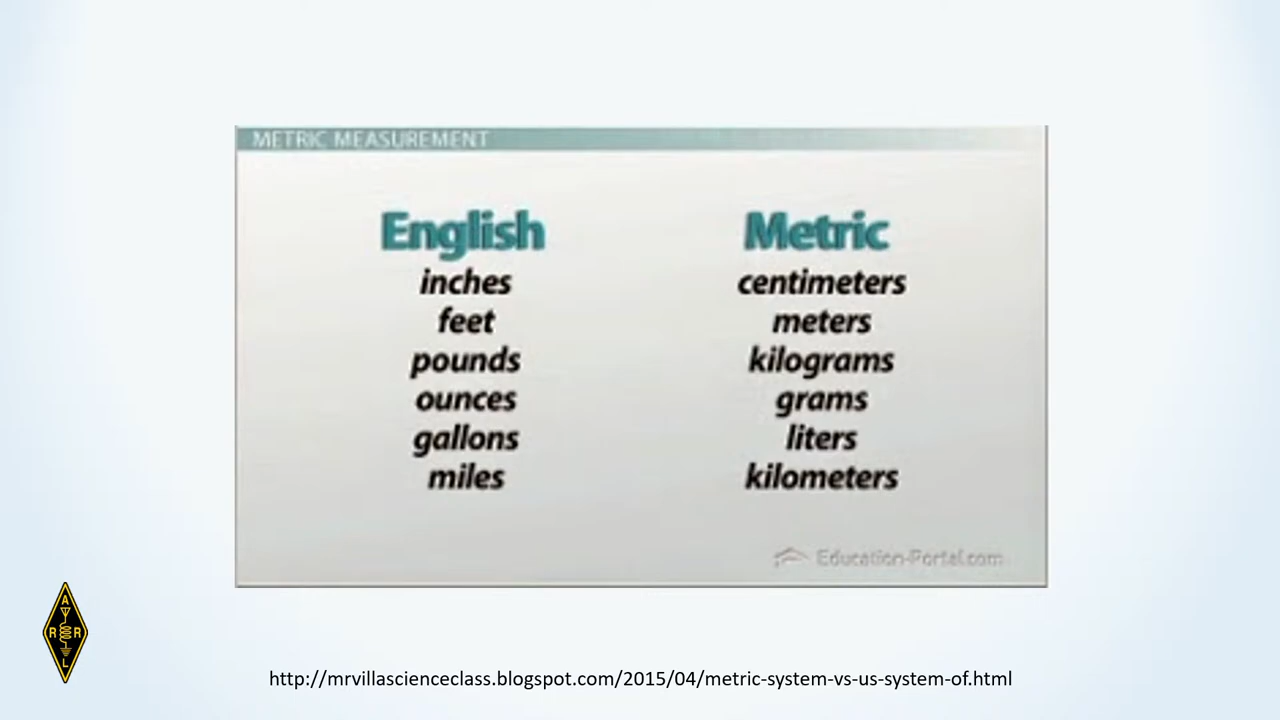 METRIC MEASUREMENT
English Metric
inches centimeters
feet meters
pounds kilograms
ounces grams
gallons liters
miles kilometers
Education-Portal.com
A
R R
L
http://mrvillascienceclass.blogspot.com/2015/04/metric-system-vs-us-system-of.html